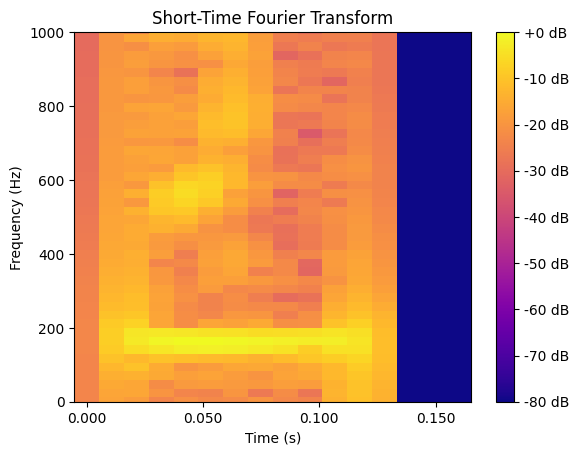 Short-Time Fourier Transform
Frequency (Hz)
1000
800
600
400
200
0
0.000
0.050
0.100
0.150
Time (s)
+0 dB
-10 dB
-20 dB
-30 dB
-40 dB
-50 dB
-60 dB
-70 dB
-80 dB